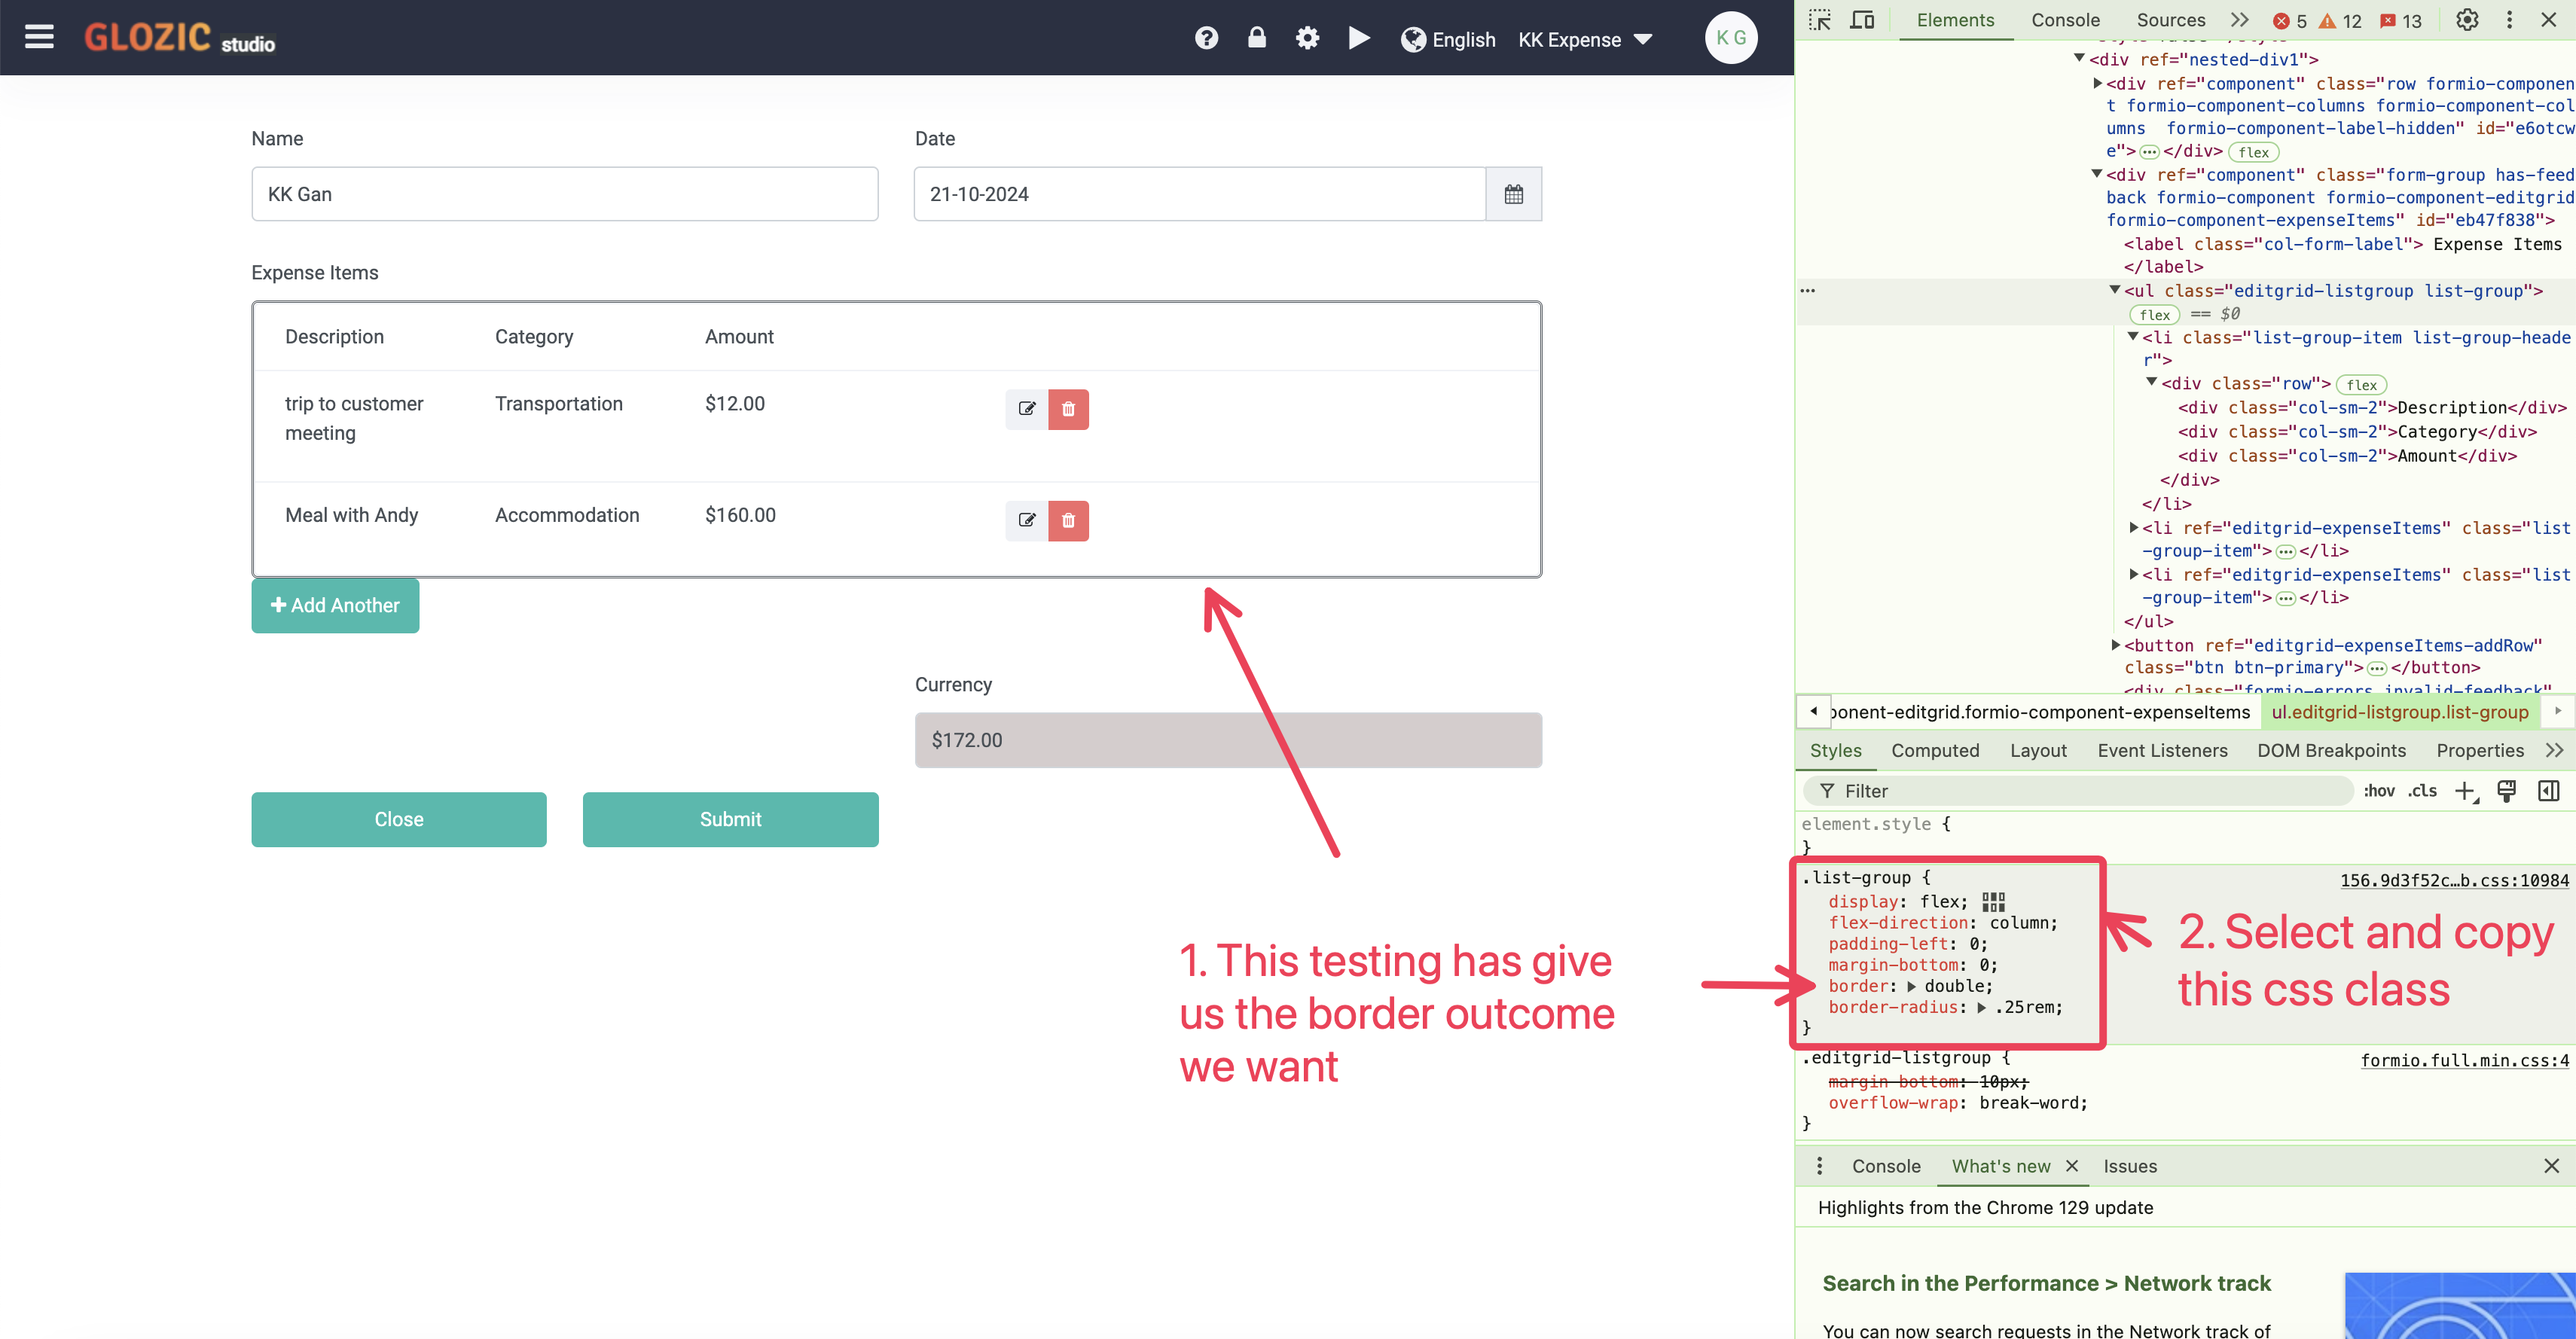 GLOZIC studio
English
KK Expense
K G
Name
Date
KK Gan
21-10-2024
Expense Items
Description Category Amount
trip to customer meeting Transportation $12.00
Meal with Andy Accommodation $160.00
Add Another
Currency
$172.00
Close
Submit
1. This testing has give
us the border outcome
we want
Elements Console Sources 5 12 13
<div ref="nested-div1">
<div ref="component" class="row formio-componen
t formio-component-columns formio-component-col
umns formio-component-label-hidden" id="e6otcw
e"> … </div> flex
<div ref="component" class="form-group has-feed
back formio-component formio-component-editgrid
formio-component-expenseItems" id="eb47f838">
<label class="col-form-label"> Expense Items
</label>
<ul class="editgrid-listgroup list-group">
flex == $0
<li class="list-group-item list-group-heade
r">
<div class="row"> flex
<div class="col-sm-2">Description</div>
<div class="col-sm-2">Category</div>
<div class="col-sm-2">Amount</div>
</div>
</li>
<li ref="editgrid-expenseItems" class="list
-group-item"> … </li>
<li ref="editgrid-expenseItems" class="list
-group-item"> … </li>
</ul>
<button ref="editgrid-expenseItems-addRow"
class="btn btn-primary"> … </button>
<div class="formio-errors invalid-feedback"
ponent-editgrid.formio-component-expenseItems ul.editgrid-listgroup.list-group
Styles Computed Layout Event Listeners DOM Breakpoints Properties
Filter :hov .cls
element.style {
}
.list-group { 156.9d3f52c…b.css:10984
display: flex;
flex-direction: column;
padding-left: 0;
margin-bottom: 0;
border: double;
border-radius: .25rem;
}
2. Select and copy
this css class
.editgrid-listgroup { formio.full.min.css:4
margin-bottom: 10px;
overflow-wrap: break-word;
}
Console What's new Issues
Highlights from the Chrome 129 update
Search in the Performance > Network track
You can now search requests in the Network track of